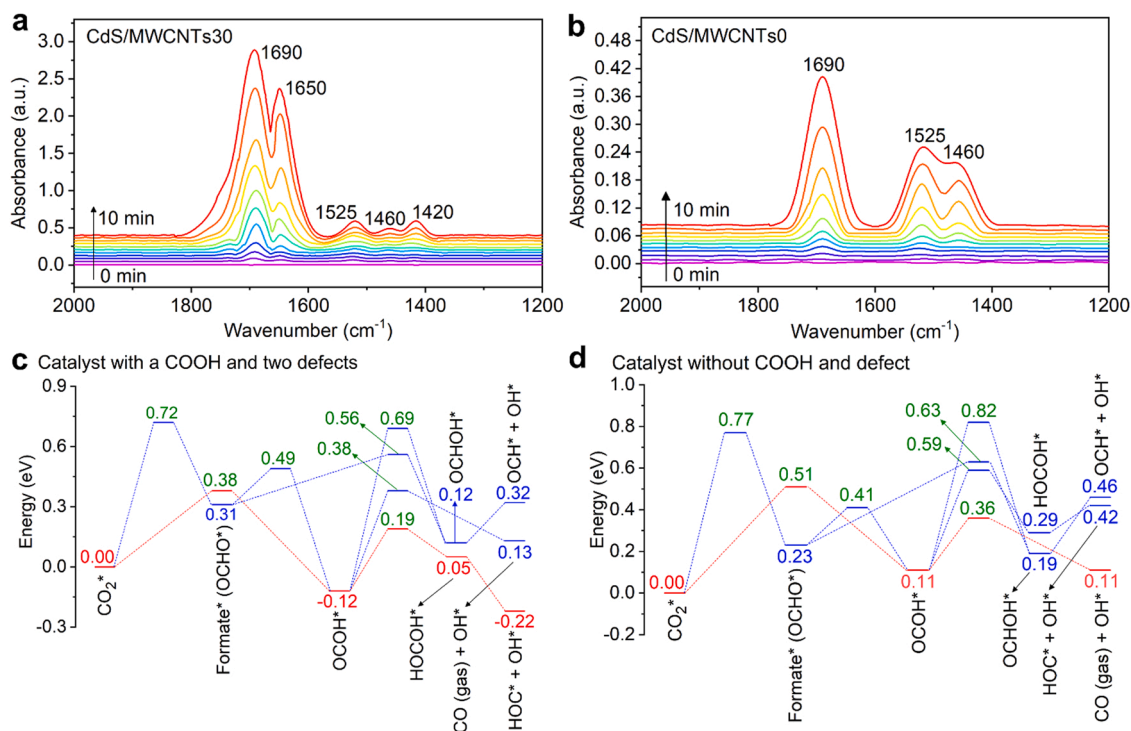 a
CdS/MWCNTs30
3.0
2.5
2.0
1.5
1.0
0.5
0.0
Absorbance (a.u.)
1690
1650
1525
1460
1420
10 min
0 min
2000
1800
1600
1400
1200
Wavenumber (cm⁻¹)
b
CdS/MWCNTs0
0.48
0.42
0.36
0.30
0.24
0.18
0.12
0.06
0.00
Absorbance (a.u.)
1690
1525
1460
10 min
0 min
2000
1800
1600
1400
1200
Wavenumber (cm⁻¹)
c Catalyst with a COOH and two defects
0.9
0.6
0.3
0.0
-0.3
Energy (eV)
0.00
0.72
0.38
0.31
0.49
-0.12
0.56
0.38
0.69
0.19
0.12
0.05
0.32
0.13
-0.22
CO₂*
Formate* (OCHO*)
OCOH*
HOCOH*
OCHOH*
CO (gas) + OH*
OCH* + OH*
HOC* + OH*
d Catalyst without COOH and defect
1.0
0.8
0.6
0.4
0.2
0.0
-0.2
Energy (eV)
0.00
0.77
0.51
0.23
0.41
0.11
0.63
0.59
0.82
0.36
0.29
0.19
0.46
0.42
0.11
CO₂*
Formate* (OCHO*)
OCOH*
OCHOH*
HOCOH*
HOC* + OH*
OCH* + OH*
CO (gas) + OH*